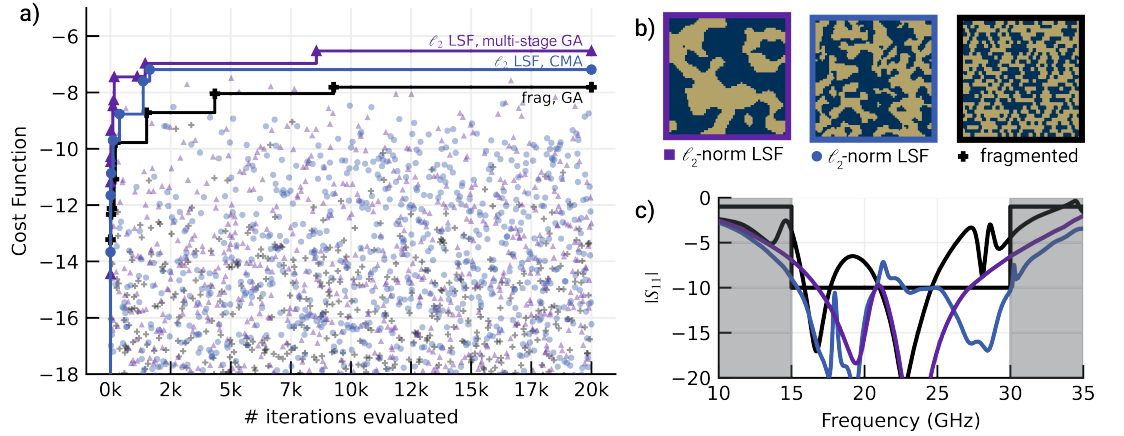 a)
Cost Function
−6
−8
−10
−12
−14
−16
−18
ℓ₂ LSF, multi-stage GA
ℓ₂ LSF, CMA
frag, GA
0k 2k 5k 7k 10k 12k 15k 17k 20k
# iterations evaluated
b)
ℓ₂-norm LSF ℓ₂-norm LSF fragmented
c)
|S₁₁|
0
−5
−10
−15
−20
10 15 20 25 30 35
Frequency (GHz)